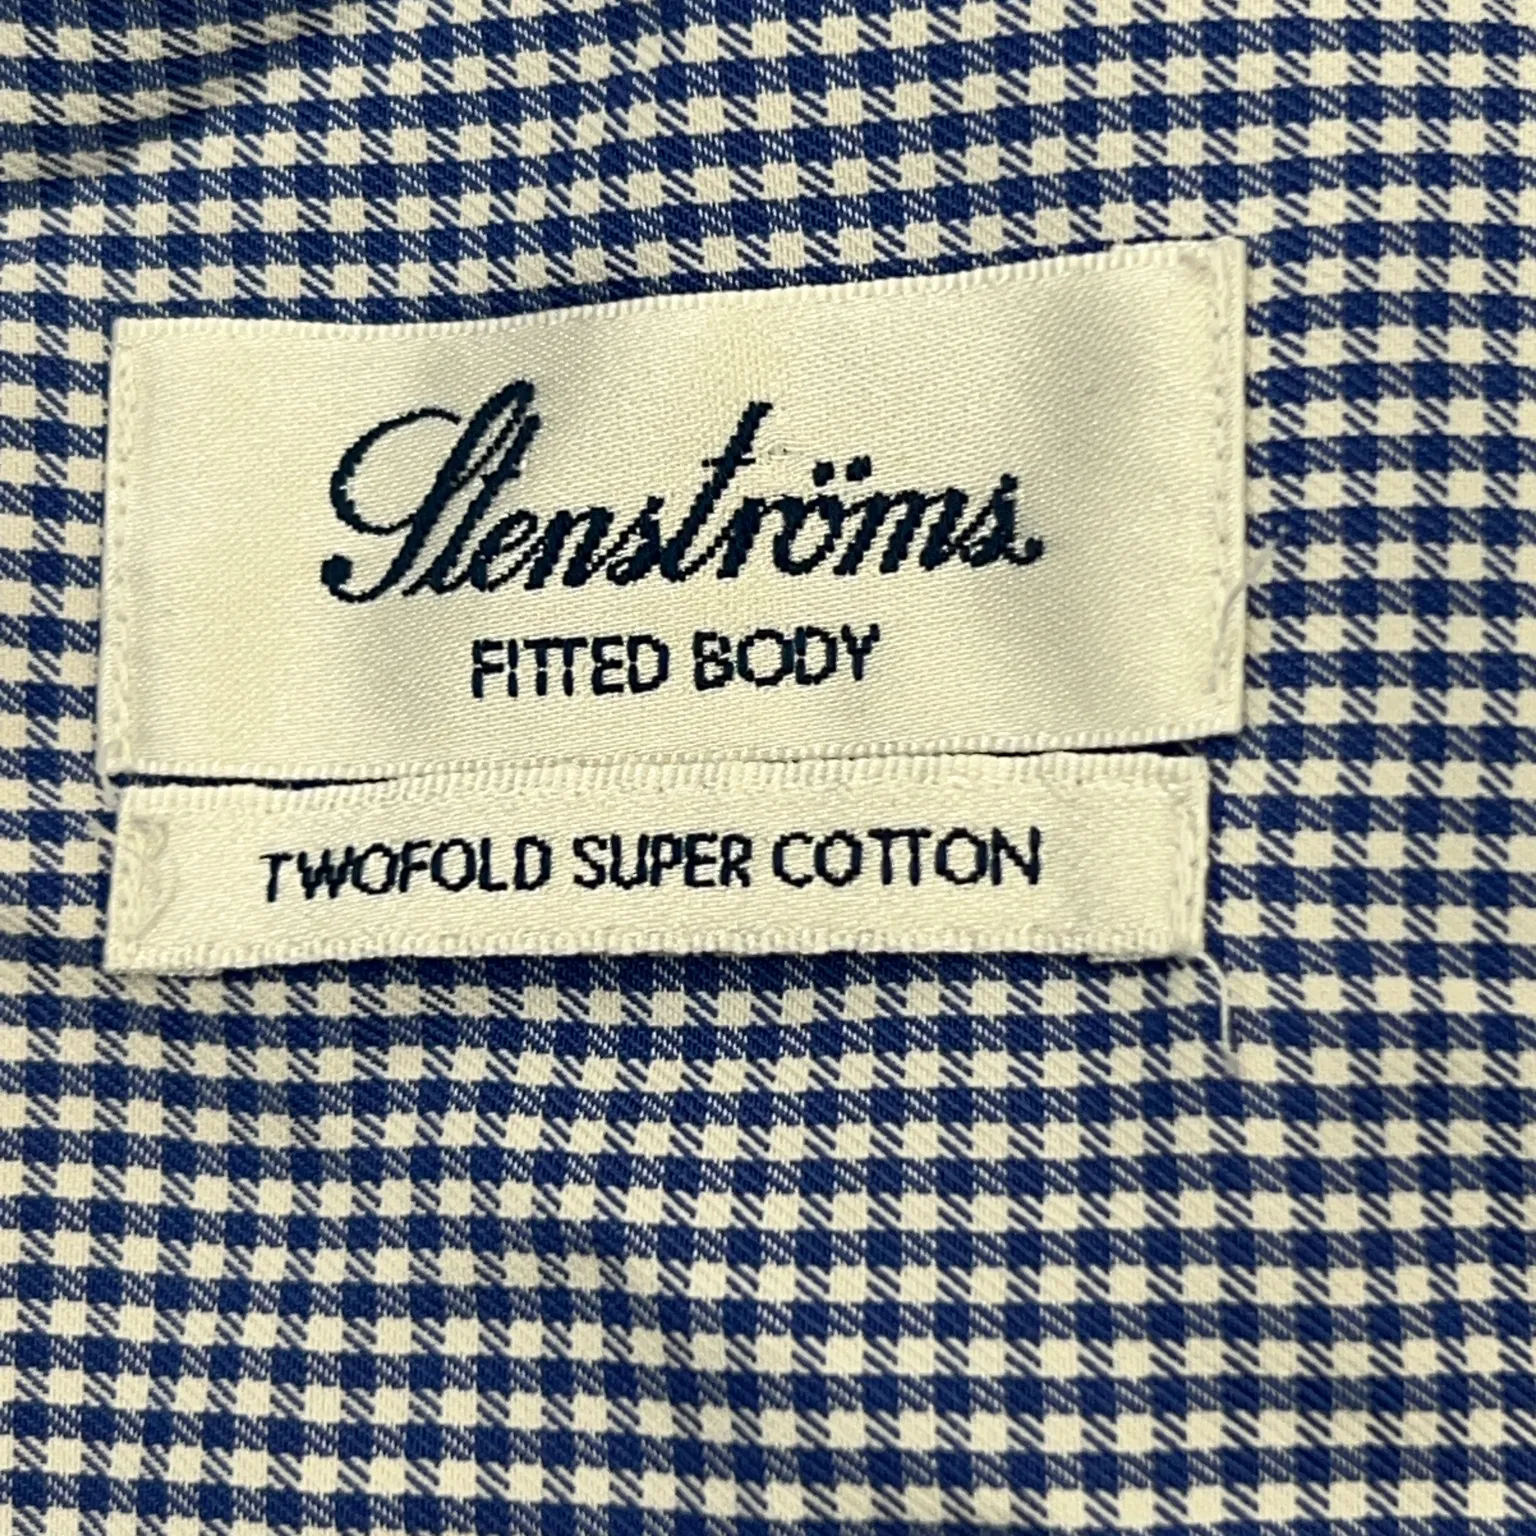 Stenströms
FITTED BODY
TWOFOLD SUPER COTTON